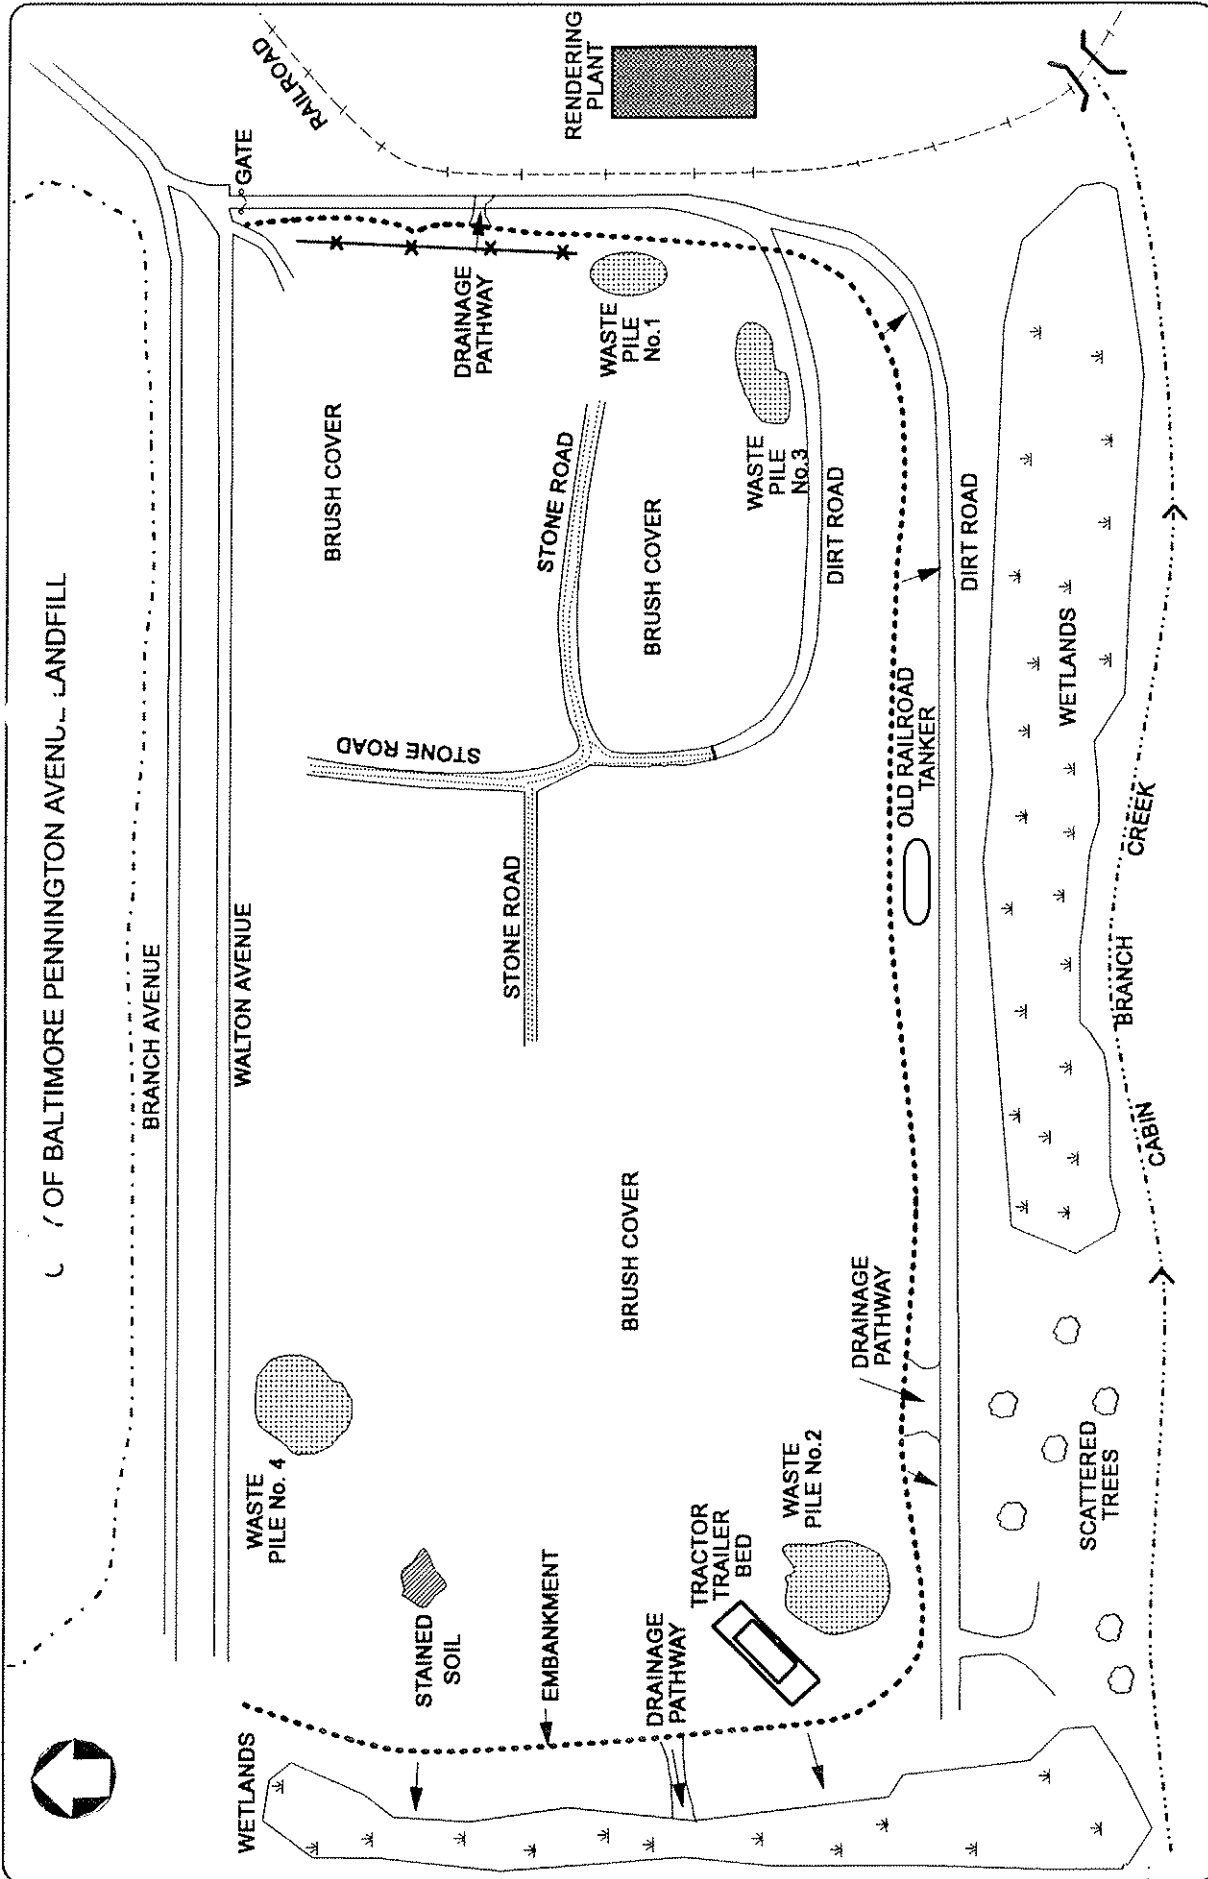 OF BALTIMORE PENNINGTON AVENUE LANDFILL
BRANCH AVENUE
WALTON AVENUE
RAILROAD
GATE
RENDERING
PLANT
WETLANDS
WASTE
PILE No. 4
BRUSH COVER
DRAINAGE
PATHWAY
STAINED
SOIL
STONE ROAD
STONE ROAD
STONE ROAD
WASTE
PILE
No.1
EMBANKMENT
BRUSH COVER
BRUSH COVER
DRAINAGE
PATHWAY
TRACTOR
TRAILER
BED
WASTE
PILE No.2
WASTE
PILE
No.3
DIRT ROAD
DRAINAGE
PATHWAY
OLD RAILROAD
TANKER
DIRT ROAD
SCATTERED
TREES
WETLANDS
CABIN
BRANCH
CREEK